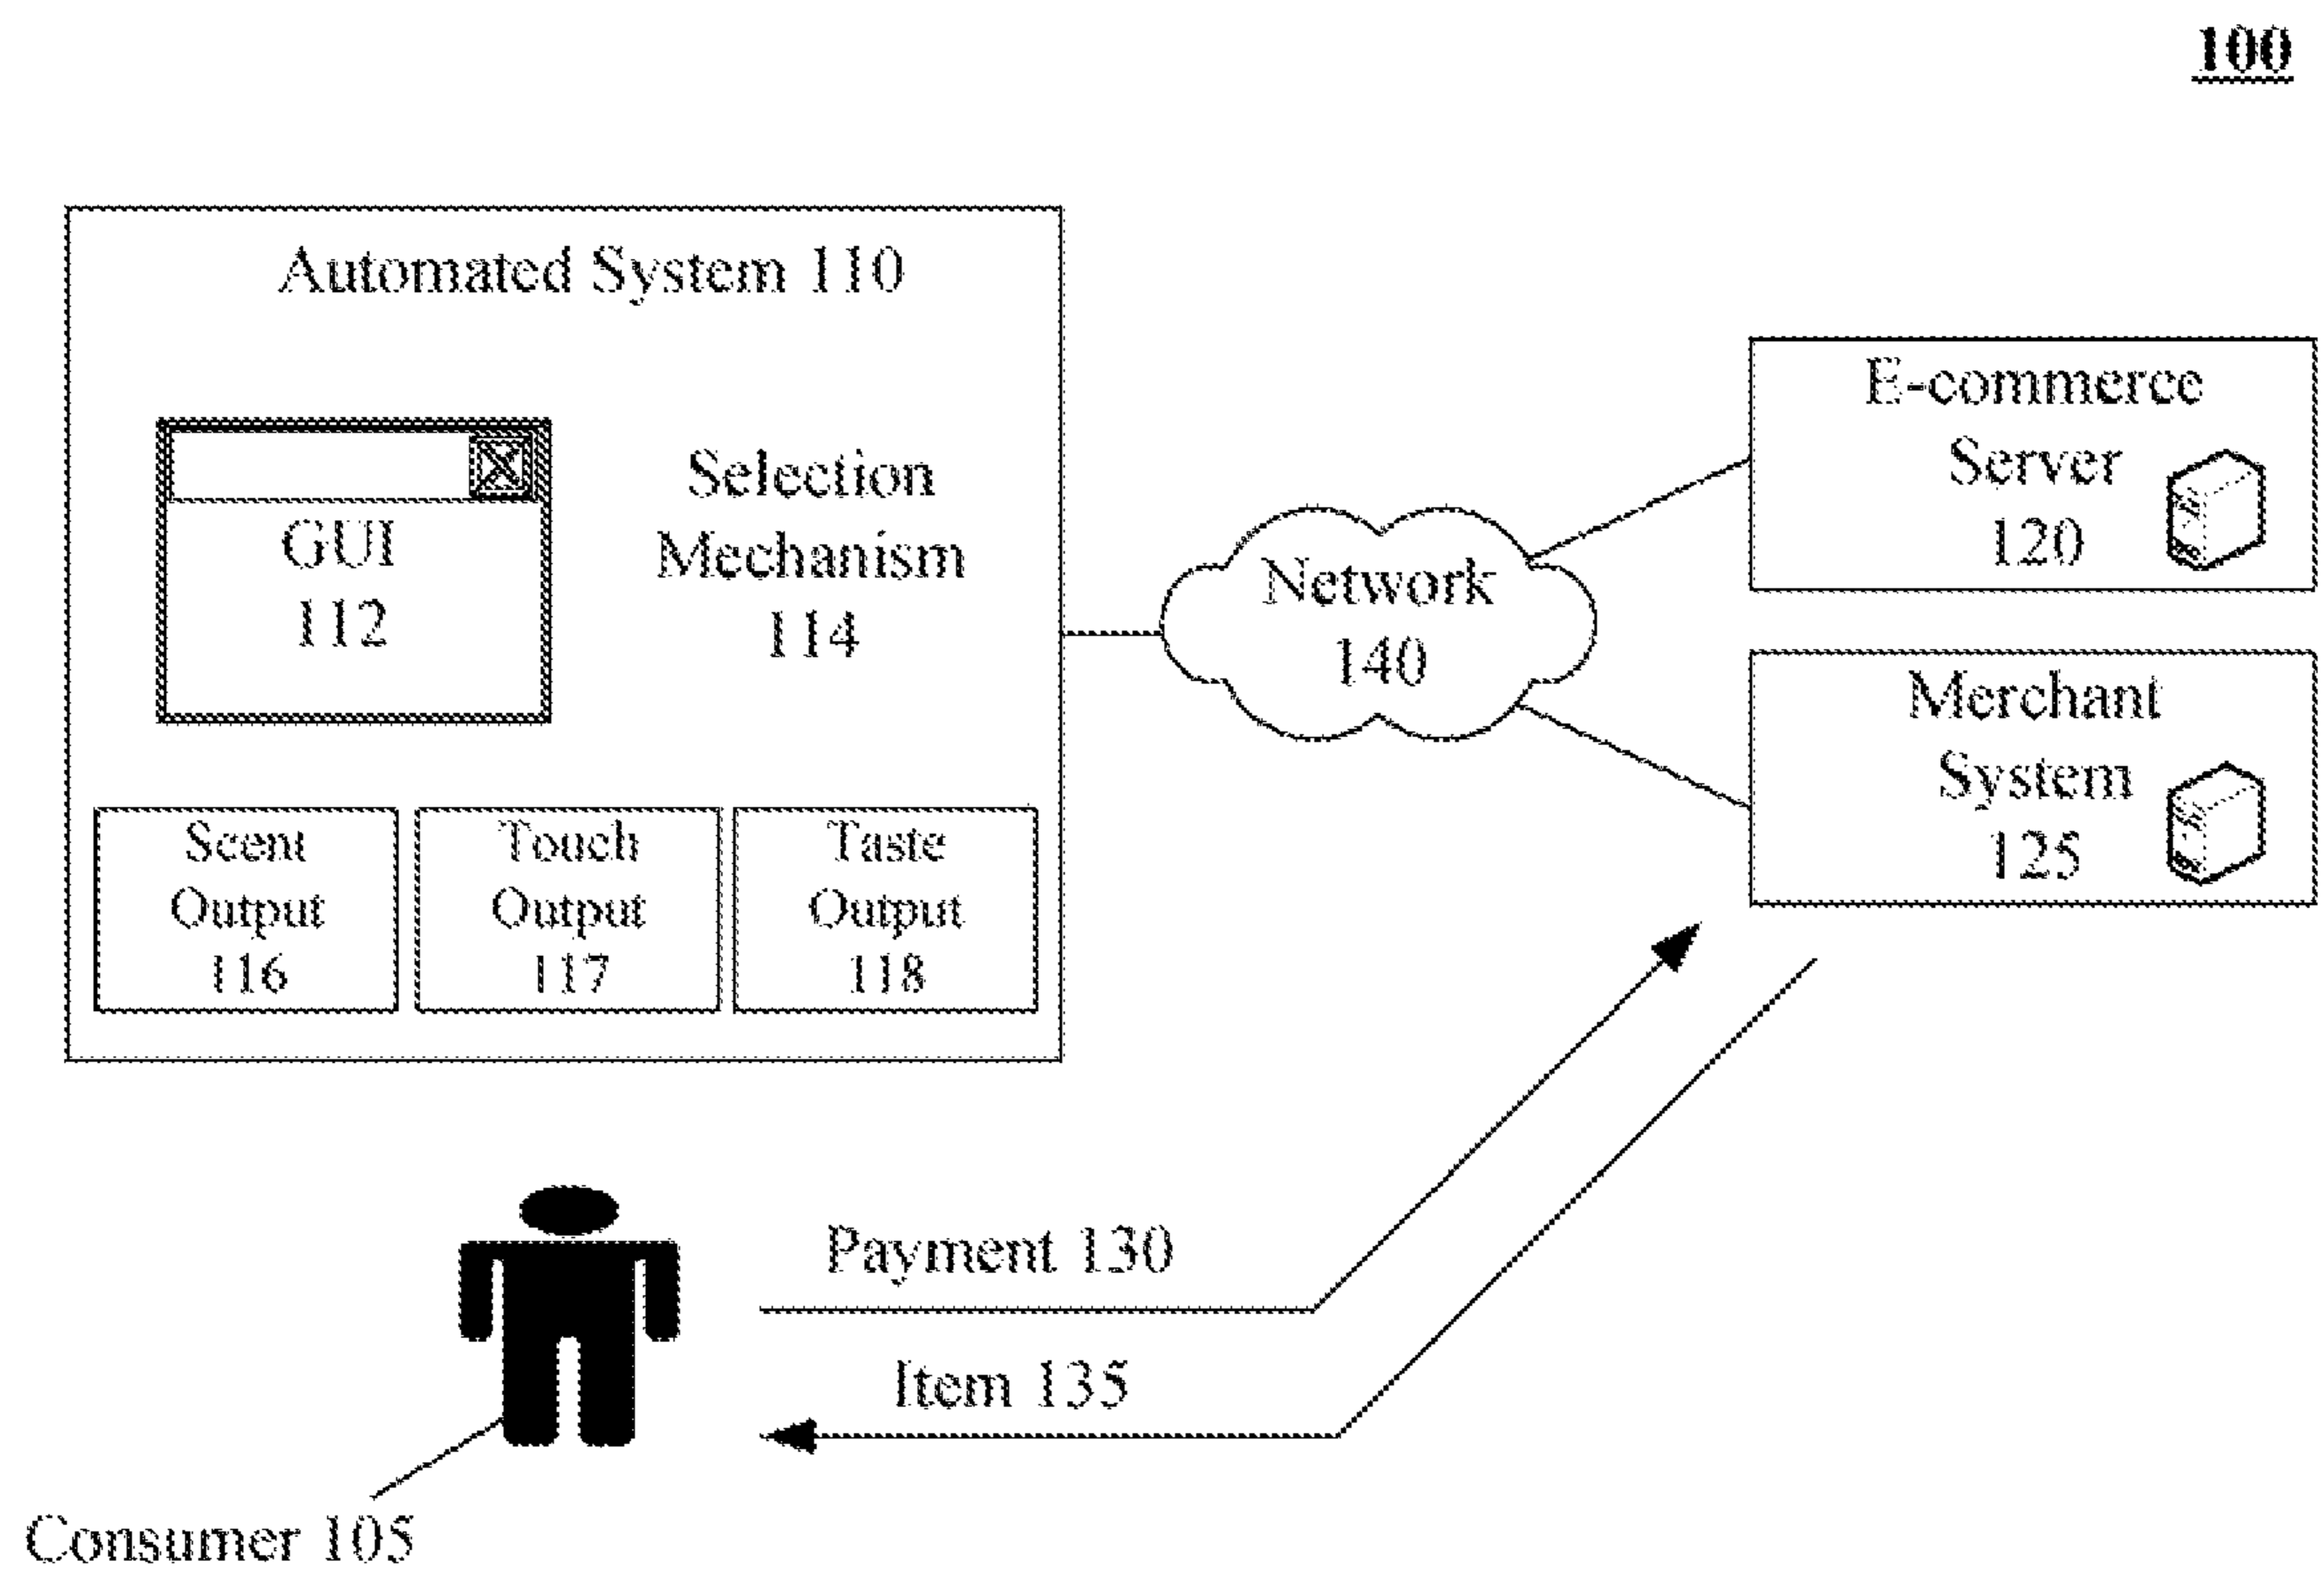 100
Automated System 110
GUI
112
Selection
Mechanism
114
Scent
Output
116
Touch
Output
117
Taste
Output
118
Network
140
E-commerce
Server
120
Merchant
System
125
Payment 130
Item 135
Consumer 105